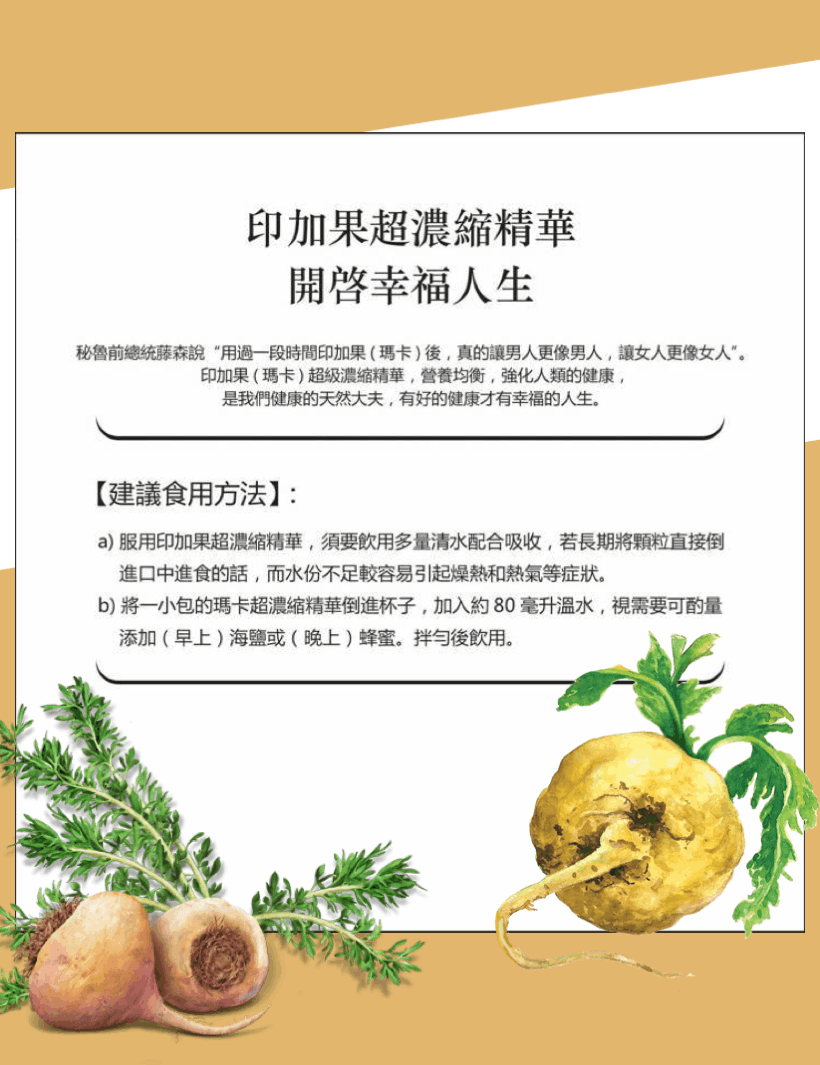 印加果超濃縮精華
開啓幸福人生
秘魯前總統藤森說“用過一段時間印加果(瑪卡)後，真的讓男人更像男人，讓女人更像女人”。
印加果(瑪卡)超級濃縮精華，營養均衡，強化人類的健康，
是我們健康的天然大夫，有好的健康才有幸福的人生。
【建議食用方法】:
a) 服用印加果超濃縮精華，須要飲用多量清水配合吸收，若長期將顆粒直接倒
進口中進食的話，而水份不足較容易引起燥熱和熱氣等症狀。
b) 將一小包的瑪卡超濃縮精華倒進杯子，加入約 80 毫升溫水，視需要可酌量
添加(早上)海鹽或(晚上)蜂蜜。拌勻後飲用。